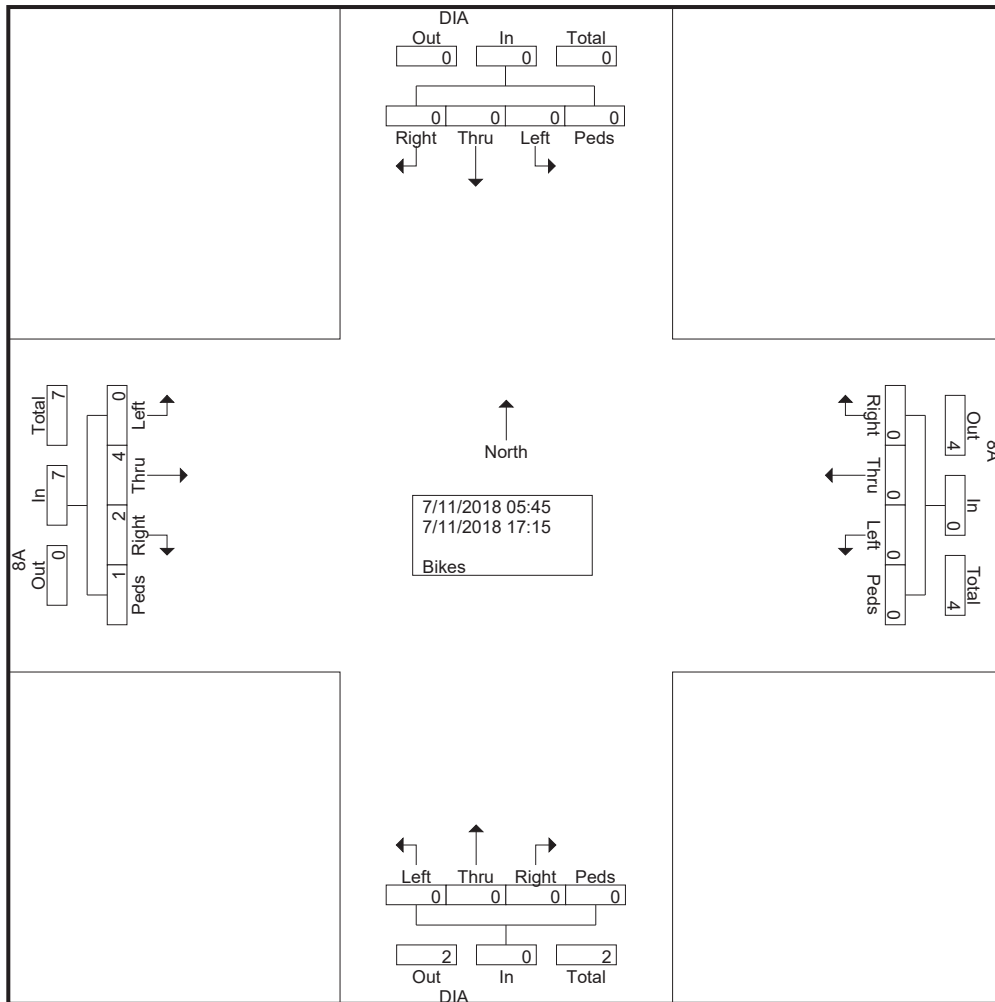 DIA
Out In Total
0 0 0
0 0 0 0
Right Thru Left Peds
8A
Out In Total
0 7 7
0 4 2 1
Left Thru Right Peds
North
7/11/2018 05:45
7/11/2018 17:15
Bikes
Right Thru Left Peds
0 0 0 0
4 0 4
Out In Total
8A
Left Thru Right Peds
0 0 0 0
2 0 2
Out In Total
DIA